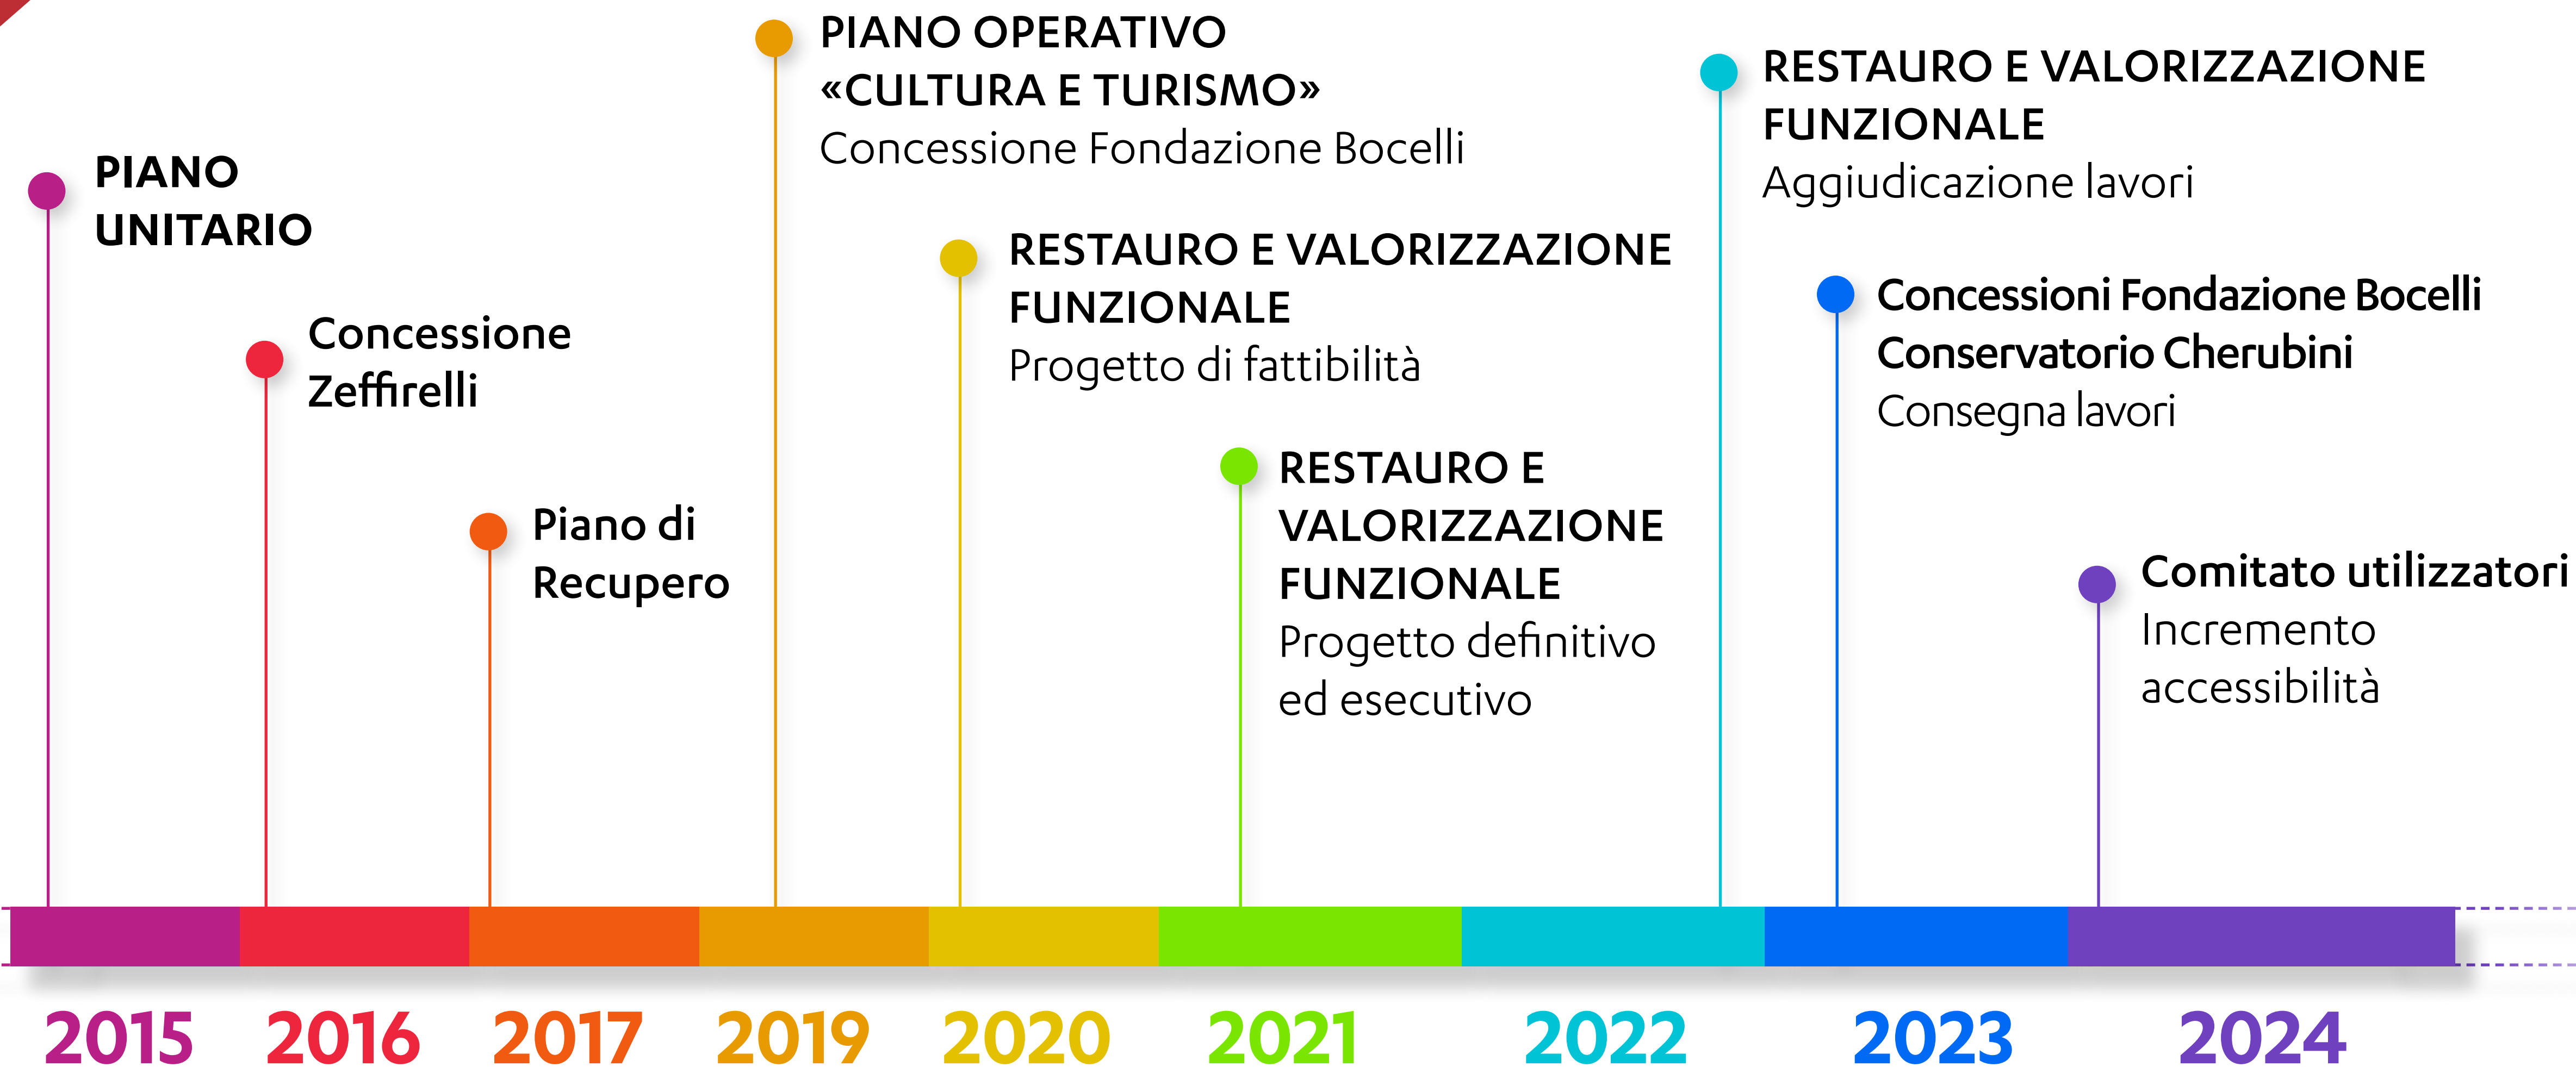 PIANO
UNITARIO
Concessione
Zeffirelli
Piano di
Recupero
PIANO OPERATIVO
«CULTURA E TURISMO»
Concessione Fondazione Bocelli
RESTAURO E VALORIZZAZIONE
FUNZIONALE
Progetto di fattibilità
RESTAURO E
VALORIZZAZIONE
FUNZIONALE
Progetto definitivo
ed esecutivo
RESTAURO E VALORIZZAZIONE
FUNZIONALE
Aggiudicazione lavori
Concessioni Fondazione Bocelli
Conservatorio Cherubini
Consegna lavori
Comitato utilizzatori
Incremento
accessibilità
2015 2016 2017 2019 2020 2021 2022 2023 2024